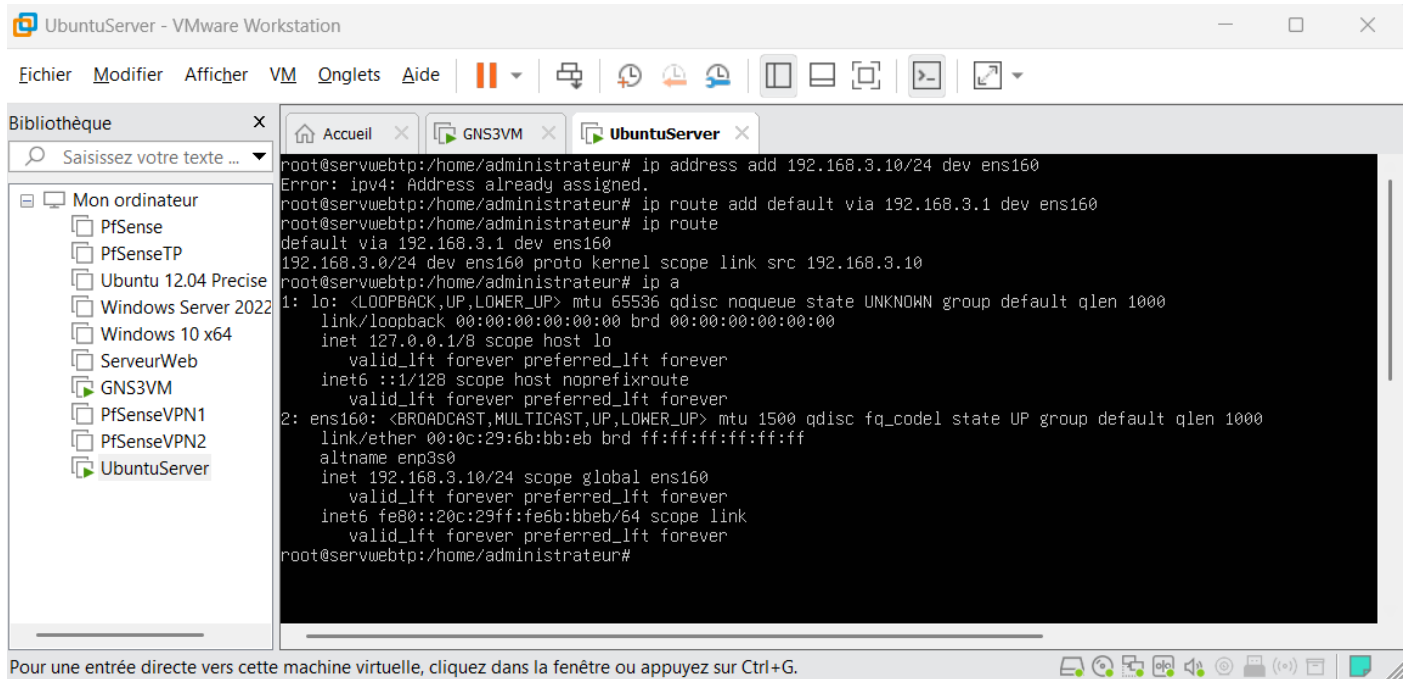 UbuntuServer - VMware Workstation
Fichier Modifier Afficher VM Onglets Aide
Bibliothèque
Saisissez votre texte ...
Mon ordinateur
PfSense
PfSenseTP
Ubuntu 12.04 Precise
Windows Server 2022
Windows 10 x64
ServeurWeb
GNS3VM
PfSenseVPN1
PfSenseVPN2
UbuntuServer
Accueil GNS3VM UbuntuServer
root@servwebtp:/home/administrateur# ip address add 192.168.3.10/24 dev ens160
Error: ipv4: Address already assigned.
root@servwebtp:/home/administrateur# ip route add default via 192.168.3.1 dev ens160
root@servwebtp:/home/administrateur# ip route
default via 192.168.3.1 dev ens160
192.168.3.0/24 dev ens160 proto kernel scope link src 192.168.3.10
root@servwebtp:/home/administrateur# ip a
1: lo: <LOOPBACK,UP,LOWER_UP> mtu 65536 qdisc noqueue state UNKNOWN group default qlen 1000
link/loopback 00:00:00:00:00:00 brd 00:00:00:00:00:00
inet 127.0.0.1/8 scope host lo
valid_lft forever preferred_lft forever
inet6 ::1/128 scope host noprefixroute
valid_lft forever preferred_lft forever
2: ens160: <BROADCAST,MULTICAST,UP,LOWER_UP> mtu 1500 qdisc fq_codel state UP group default qlen 1000
link/ether 00:0c:29:6b:bb:eb brd ff:ff:ff:ff:ff:ff
altname enp3s0
inet 192.168.3.10/24 scope global ens160
valid_lft forever preferred_lft forever
inet6 fe80::20c:29ff:fe6b:bbeb/64 scope link
valid_lft forever preferred_lft forever
root@servwebtp:/home/administrateur#
Pour une entrée directe vers cette machine virtuelle, cliquez dans la fenêtre ou appuyez sur Ctrl+G.